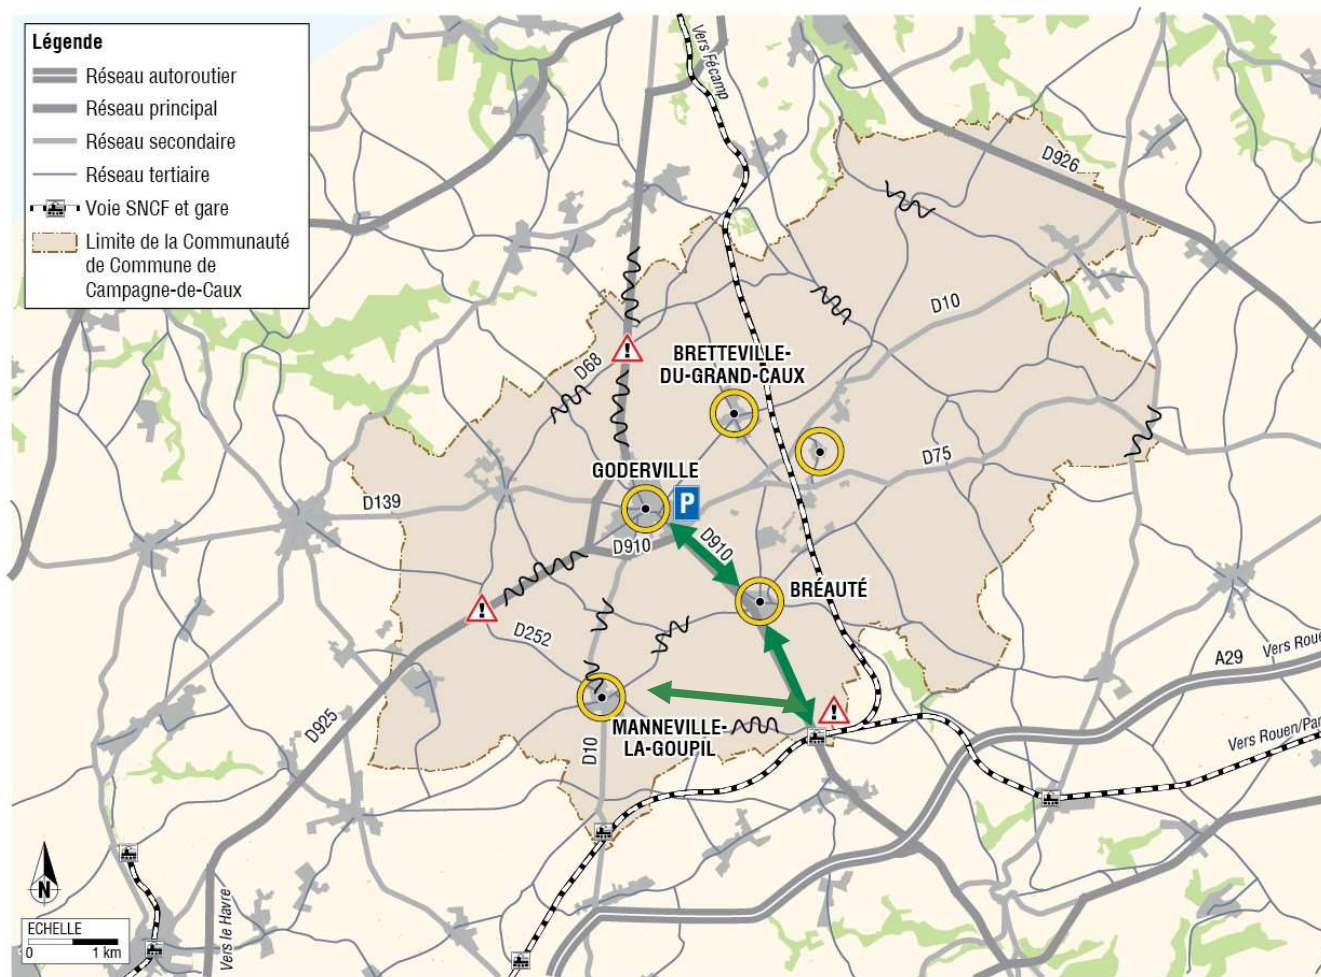 Légende
Réseau autoroutier
Réseau principal
Réseau secondaire
Réseau tertiaire
Voie SNCF et gare
Limite de la Communauté
de Commune de
Campagne-de-Caux
Vers Fécamp
D926
D10
!
D68
BRETTEVILLE-
DU-GRAND-CAUX
D75
GODERVILLE
P
D139
D910
D910
BRÉAUTÉ
!
D252
A29
Vers Roue
!
MANNEVILLE-
LA-GOUPIL
D925
D10
Vers Rouen/Par
N
Vers le Havre
ECHELLE
0 1 km